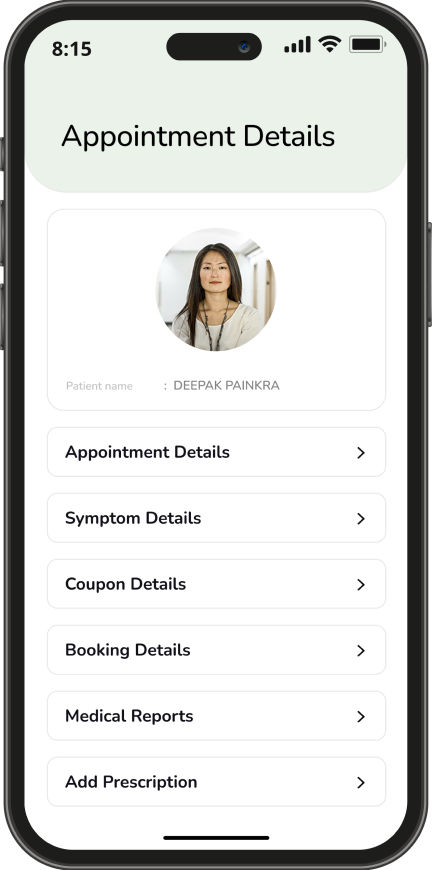 8:15
Appointment Details
Patient name : DEEPAK PAINKRA
Appointment Details
Symptom Details
Coupon Details
Booking Details
Medical Reports
Add Prescription